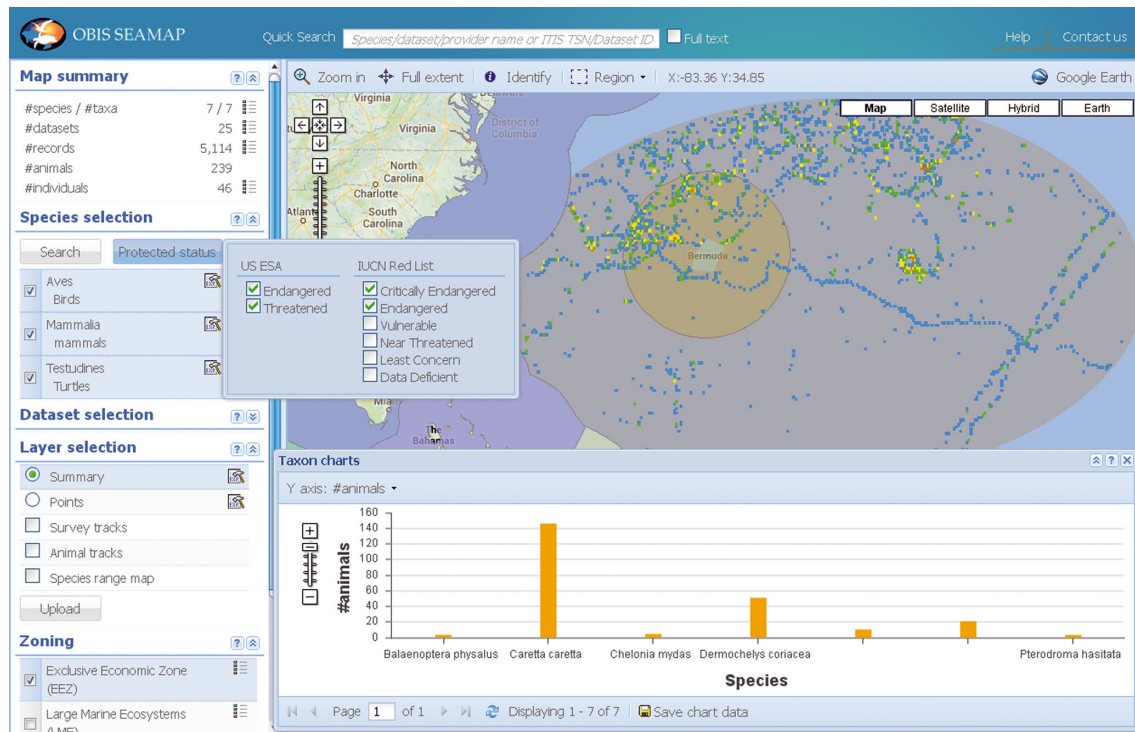 OBIS SEAMAP
Quick Search
Species/dataset/provider name or ITIS TSN/Dataset ID
Full text
Help
Contact us
Map summary
#species / #taxa 7 / 7
#datasets 25
#records 5,114
#animals 239
#individuals 46
Species selection
Search
Protected status
Aves
Birds
Mammalia
mammals
Testudines
Turtles
Dataset selection
Layer selection
Summary
Points
Survey tracks
Animal tracks
Species range map
Upload
Zoning
Exclusive Economic Zone
(EEZ)
Large Marine Ecosystems
(LME)
Zoom in
Full extent
Identify
Region
X:-83.36 Y:34.85
Google Earth
Map
Satellite
Hybrid
Earth
Virginia
District of
Columbia
Virginia
North
Carolina
Charlotte
South
Carolina
Bermuda
Miami
The
Bahamas
US ESA
Endangered
Threatened
IUCN Red List
Critically Endangered
Endangered
Vulnerable
Near Threatened
Least Concern
Data Deficient
Taxon charts
Y axis: #animals
160
140
120
100
80
60
40
20
0
#animals
Balaenoptera physalus
Caretta caretta
Chelonia mydas
Dermochelys coriacea
Pterodroma hasitata
Species
Page 1 of 1
Displaying 1 - 7 of 7
Save chart data